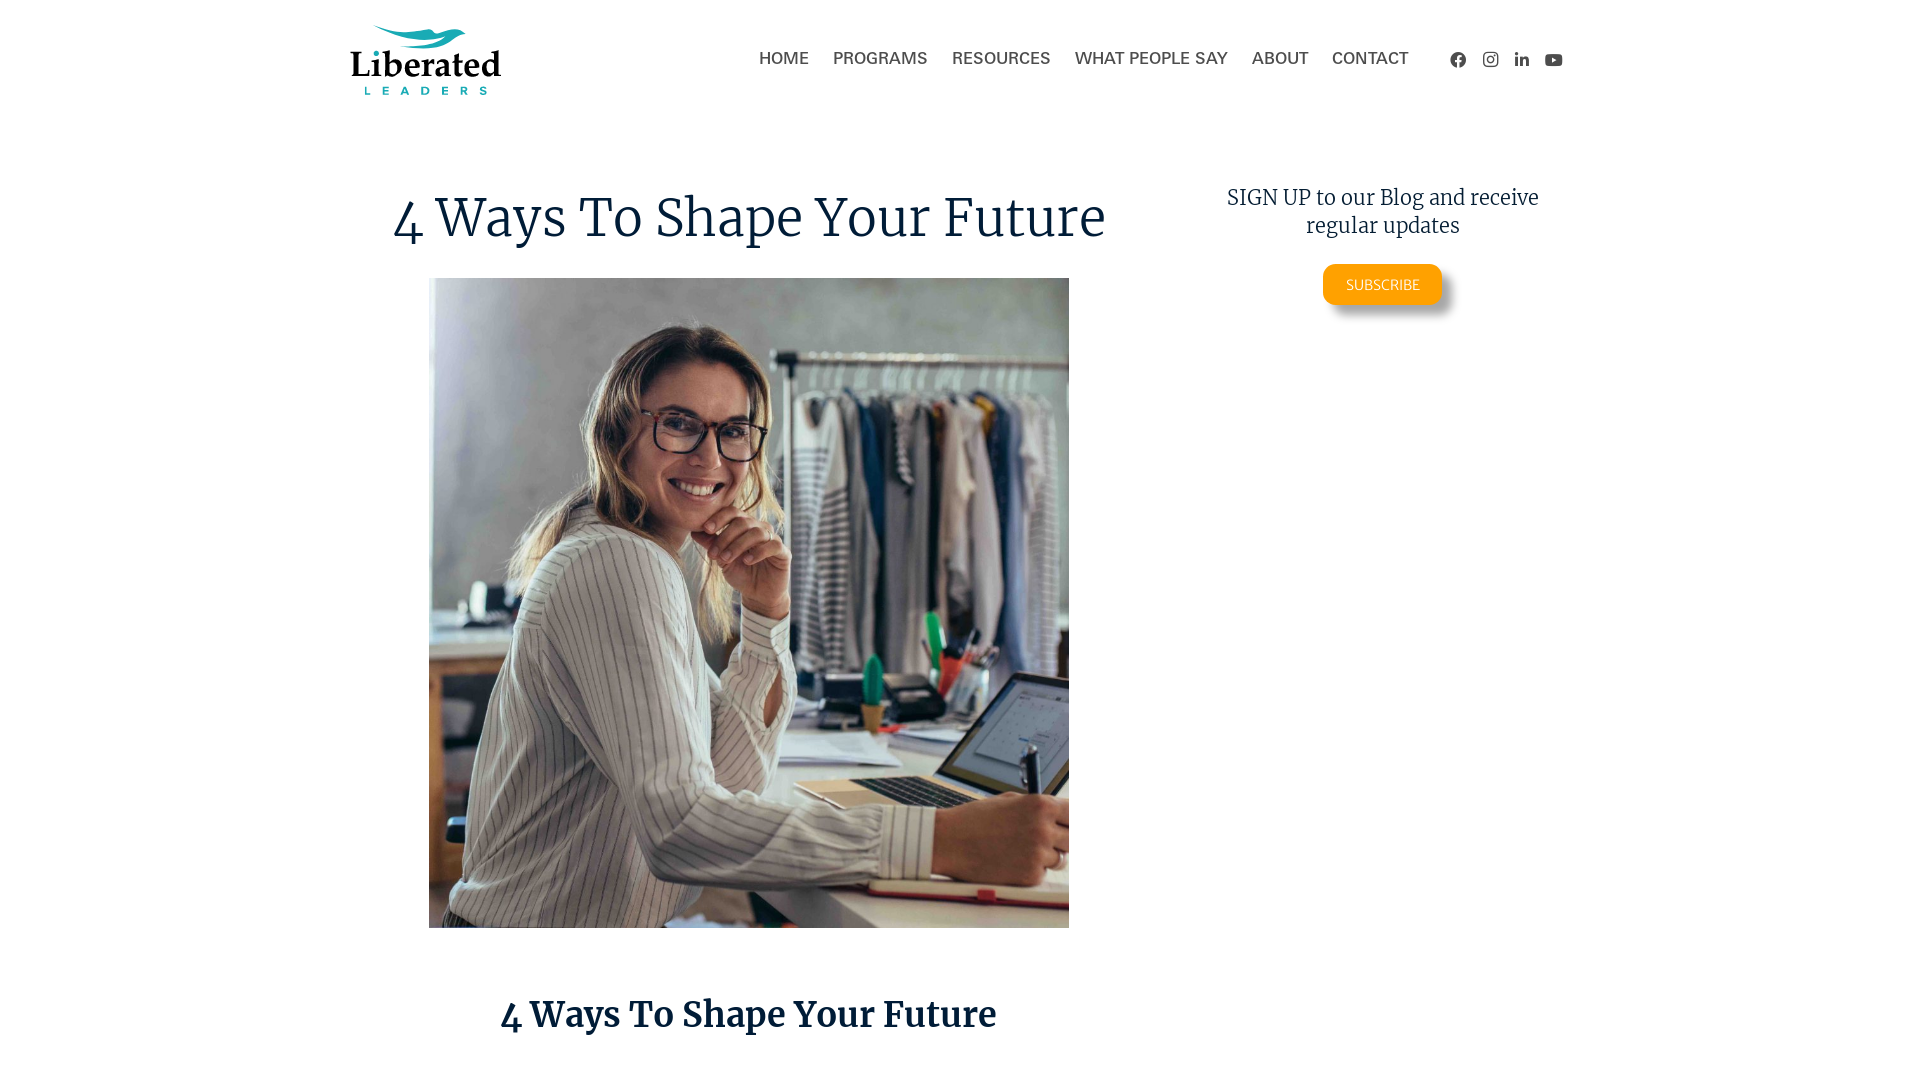 Liberated
LEADERS
HOME PROGRAMS RESOURCES WHAT PEOPLE SAY ABOUT CONTACT
4 Ways To Shape Your Future
SIGN UP to our Blog and receive
regular updates
SUBSCRIBE
4 Ways To Shape Your Future